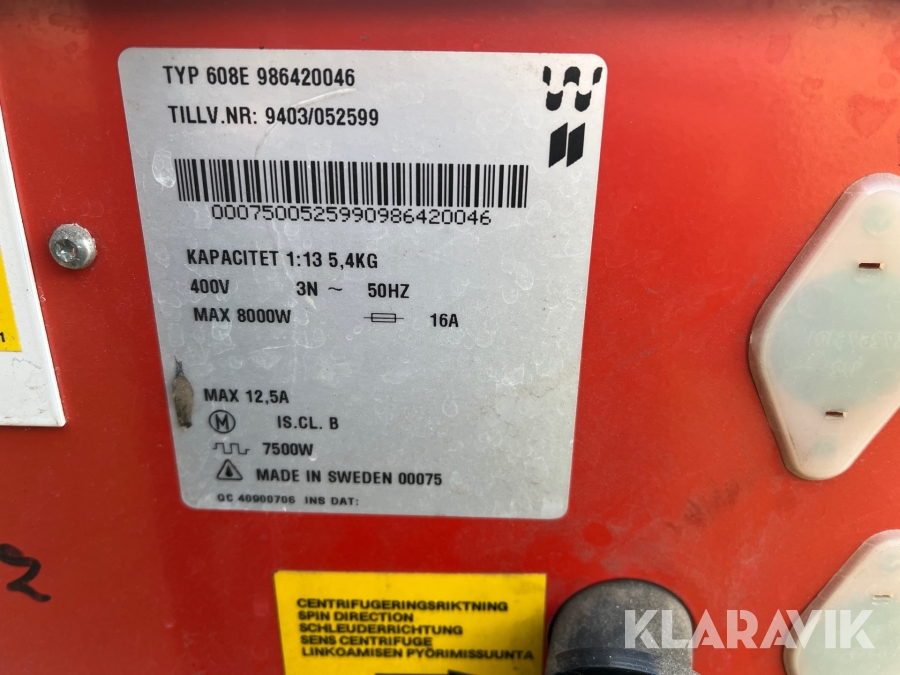 TYP 608E 986420046
TILLV.NR: 9403/052599
0007500525990986420046
KAPACITET 1:13 5,4KG
400V 3N ~ 50HZ
MAX 8000W 16A
MAX 12,5A
M IS.CL. B
7500W
MADE IN SWEDEN 00075
QC 40900706 INS DAT:
1
2
CENTRIFUGERINGSRIKTNING
SPIN DIRECTION
SCHLEUDERRICHTUNG
SENS CENTRIFUGE
LINKOAMISEN PYÖRIMISSUUNTA
KLARAVIK